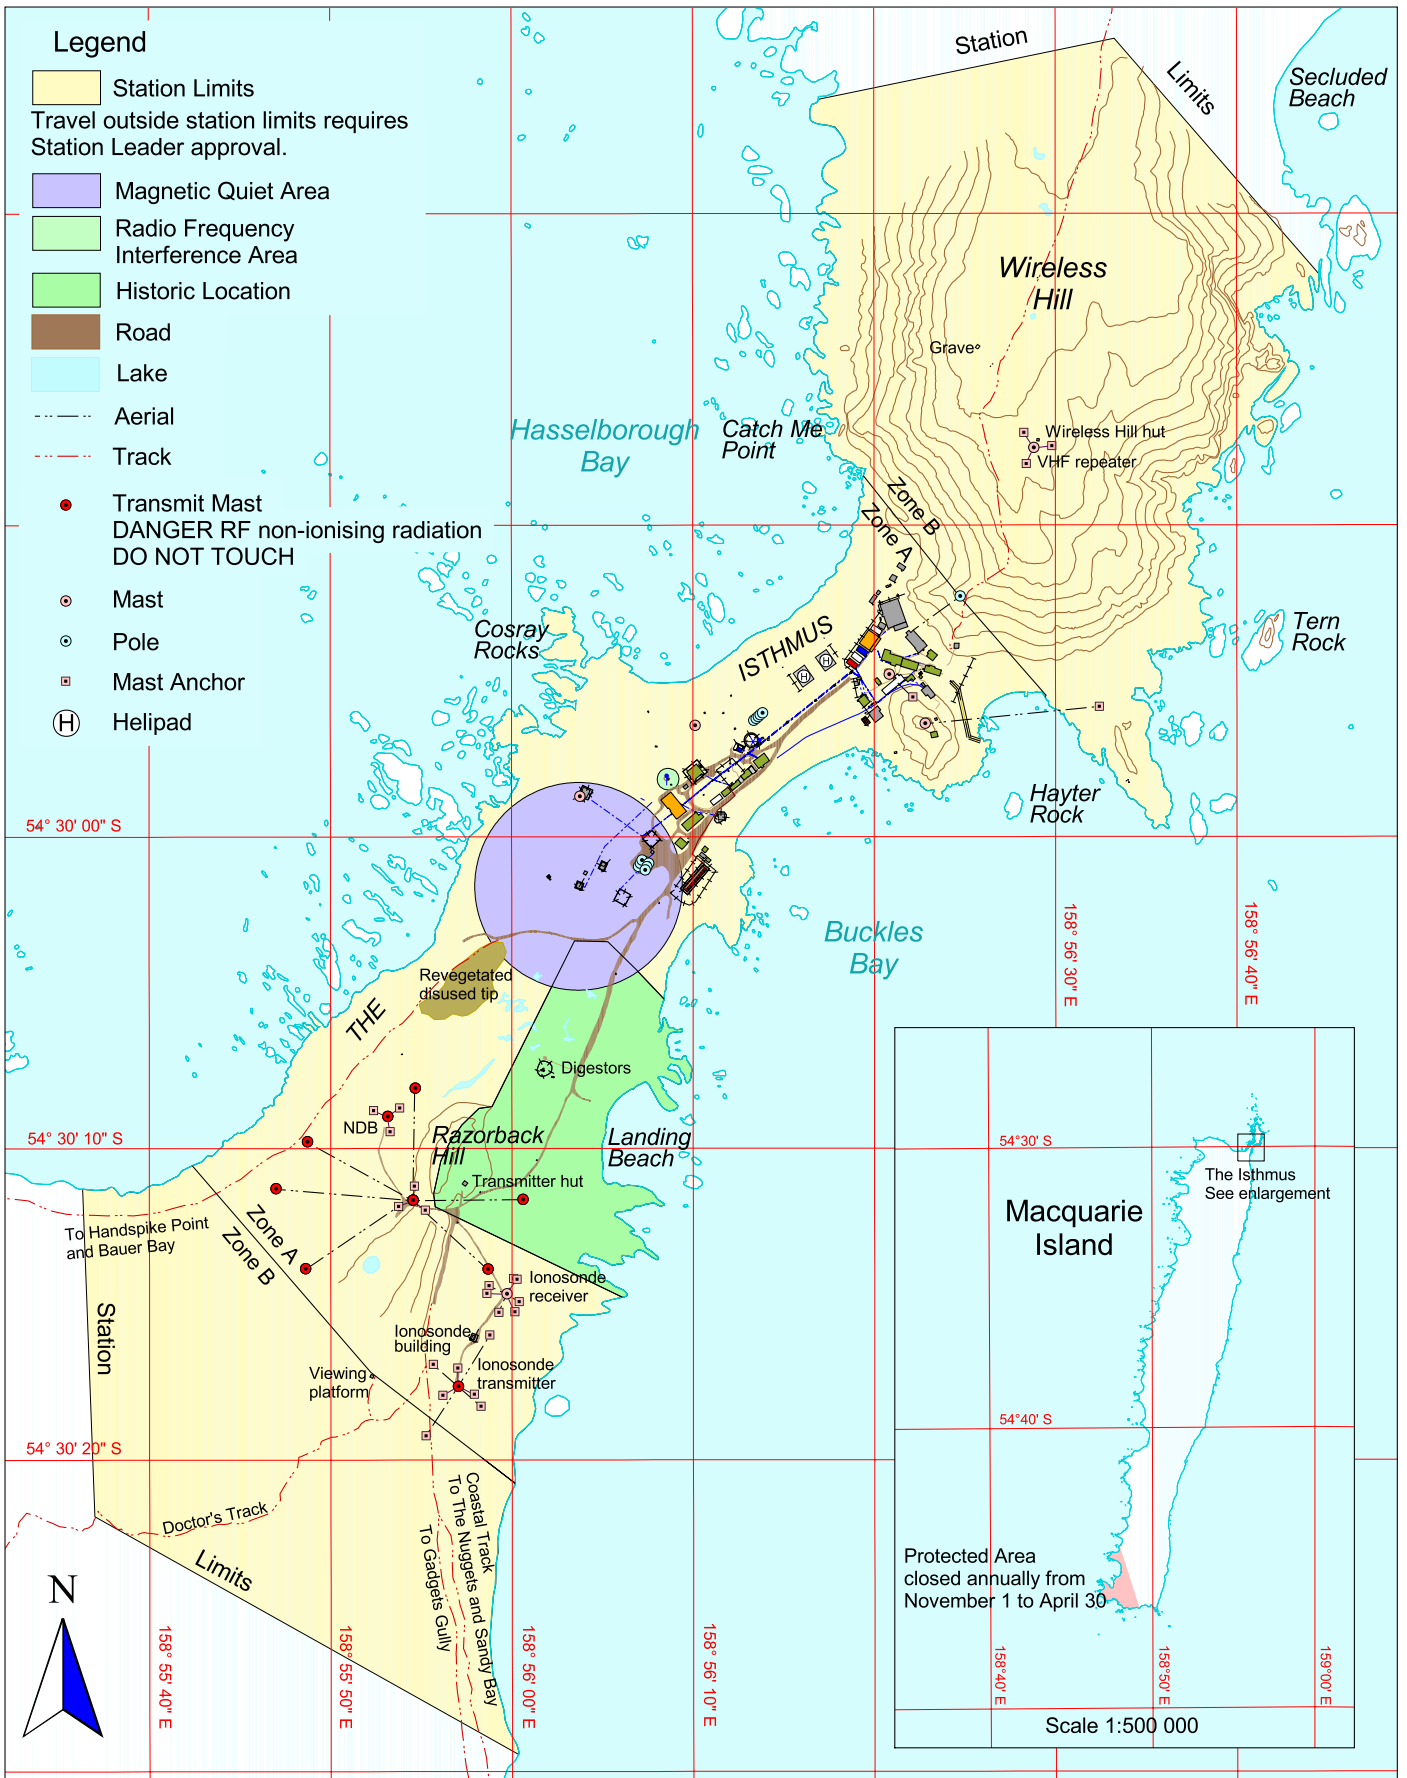 Legend
Station Limits
Travel outside station limits requires
Station Leader approval.
Magnetic Quiet Area
Radio Frequency
Interference Area
Historic Location
Road
Lake
Aerial
Track
Transmit Mast
DANGER RF non-ionising radiation
DO NOT TOUCH
Mast
Pole
Mast Anchor
H
Helipad
Station
Limits
Secluded
Beach
Wireless
Hill
Grave
Wireless Hill hut
VHF repeater
Hasselborough
Bay
Catch Me
Point
Zone B
Zone A
Cosray
Rocks
ISTHMUS
H
H
Tern
Rock
Hayter
Rock
54° 30' 00" S
Buckles
Bay
158° 56' 30" E
158° 56' 40" E
Revegetated
disused tip
THE
Digestors
NDB
54° 30' 10" S
Razorback
Hill
Landing
Beach
Transmitter hut
To Handspike Point
and Bauer Bay
Zone A
Zone B
Station
Ionosonde
receiver
Ionosonde
building
Ionosonde
transmitter
Viewing
platform
54° 30' 20" S
Doctor's Track
Limits
Coastal Track
To The Nuggets and Sandy Bay
To Gadgets Gully
N
158° 55' 40" E
158° 55' 50" E
158° 56' 00" E
158° 56' 10" E
54°30' S
The Isthmus
See enlargement
Macquarie
Island
54°40' S
Protected Area
closed annually from
November 1 to April 30
158°40' E
158°50' E
159°00' E
Scale 1:500 000